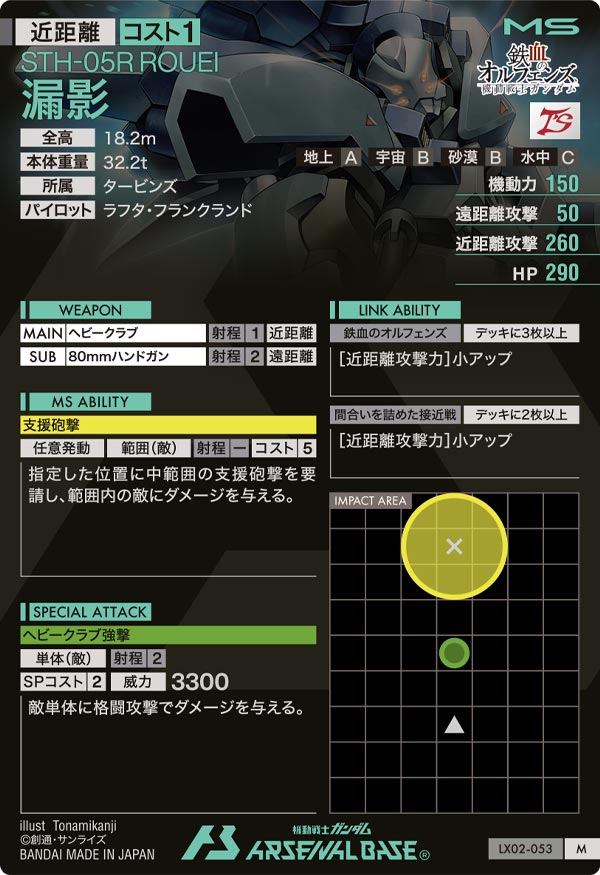 近距離 コスト1
MS
STH-05R ROUEI
漏影
鉄血のオルフェンズ
機動戦士ガンダム
TS
全高 18.2m
本体重量 32.2t
所属 タービンズ
パイロット ラフタ・フランクランド
地上 A 宇宙 B 砂漠 B 水中 C
機動力 150
遠距離攻撃 50
近距離攻撃 260
HP 290
WEAPON
MAIN ヘビークラブ 射程 1 近距離
SUB 80mmハンドガン 射程 2 遠距離
MS ABILITY
支援砲撃
任意発動 範囲(敵) 射程 ー コスト 5
指定した位置に中範囲の支援砲撃を要
請し、範囲内の敵にダメージを与える。
SPECIAL ATTACK
ヘビークラブ強撃
単体(敵) 射程 2
SPコスト 2 威力 3300
敵単体に格闘攻撃でダメージを与える。
LINK ABILITY
鉄血のオルフェンズ デッキに3枚以上
[近距離攻撃力]小アップ
間合いを詰めた接近戦 デッキに2枚以上
[近距離攻撃力]小アップ
IMPACT AREA
illust Tonamikanji
©創通・サンライズ
BANDAI MADE IN JAPAN
AB 機動戦士ガンダム
ARSENAL BASE®
LX02-053 M